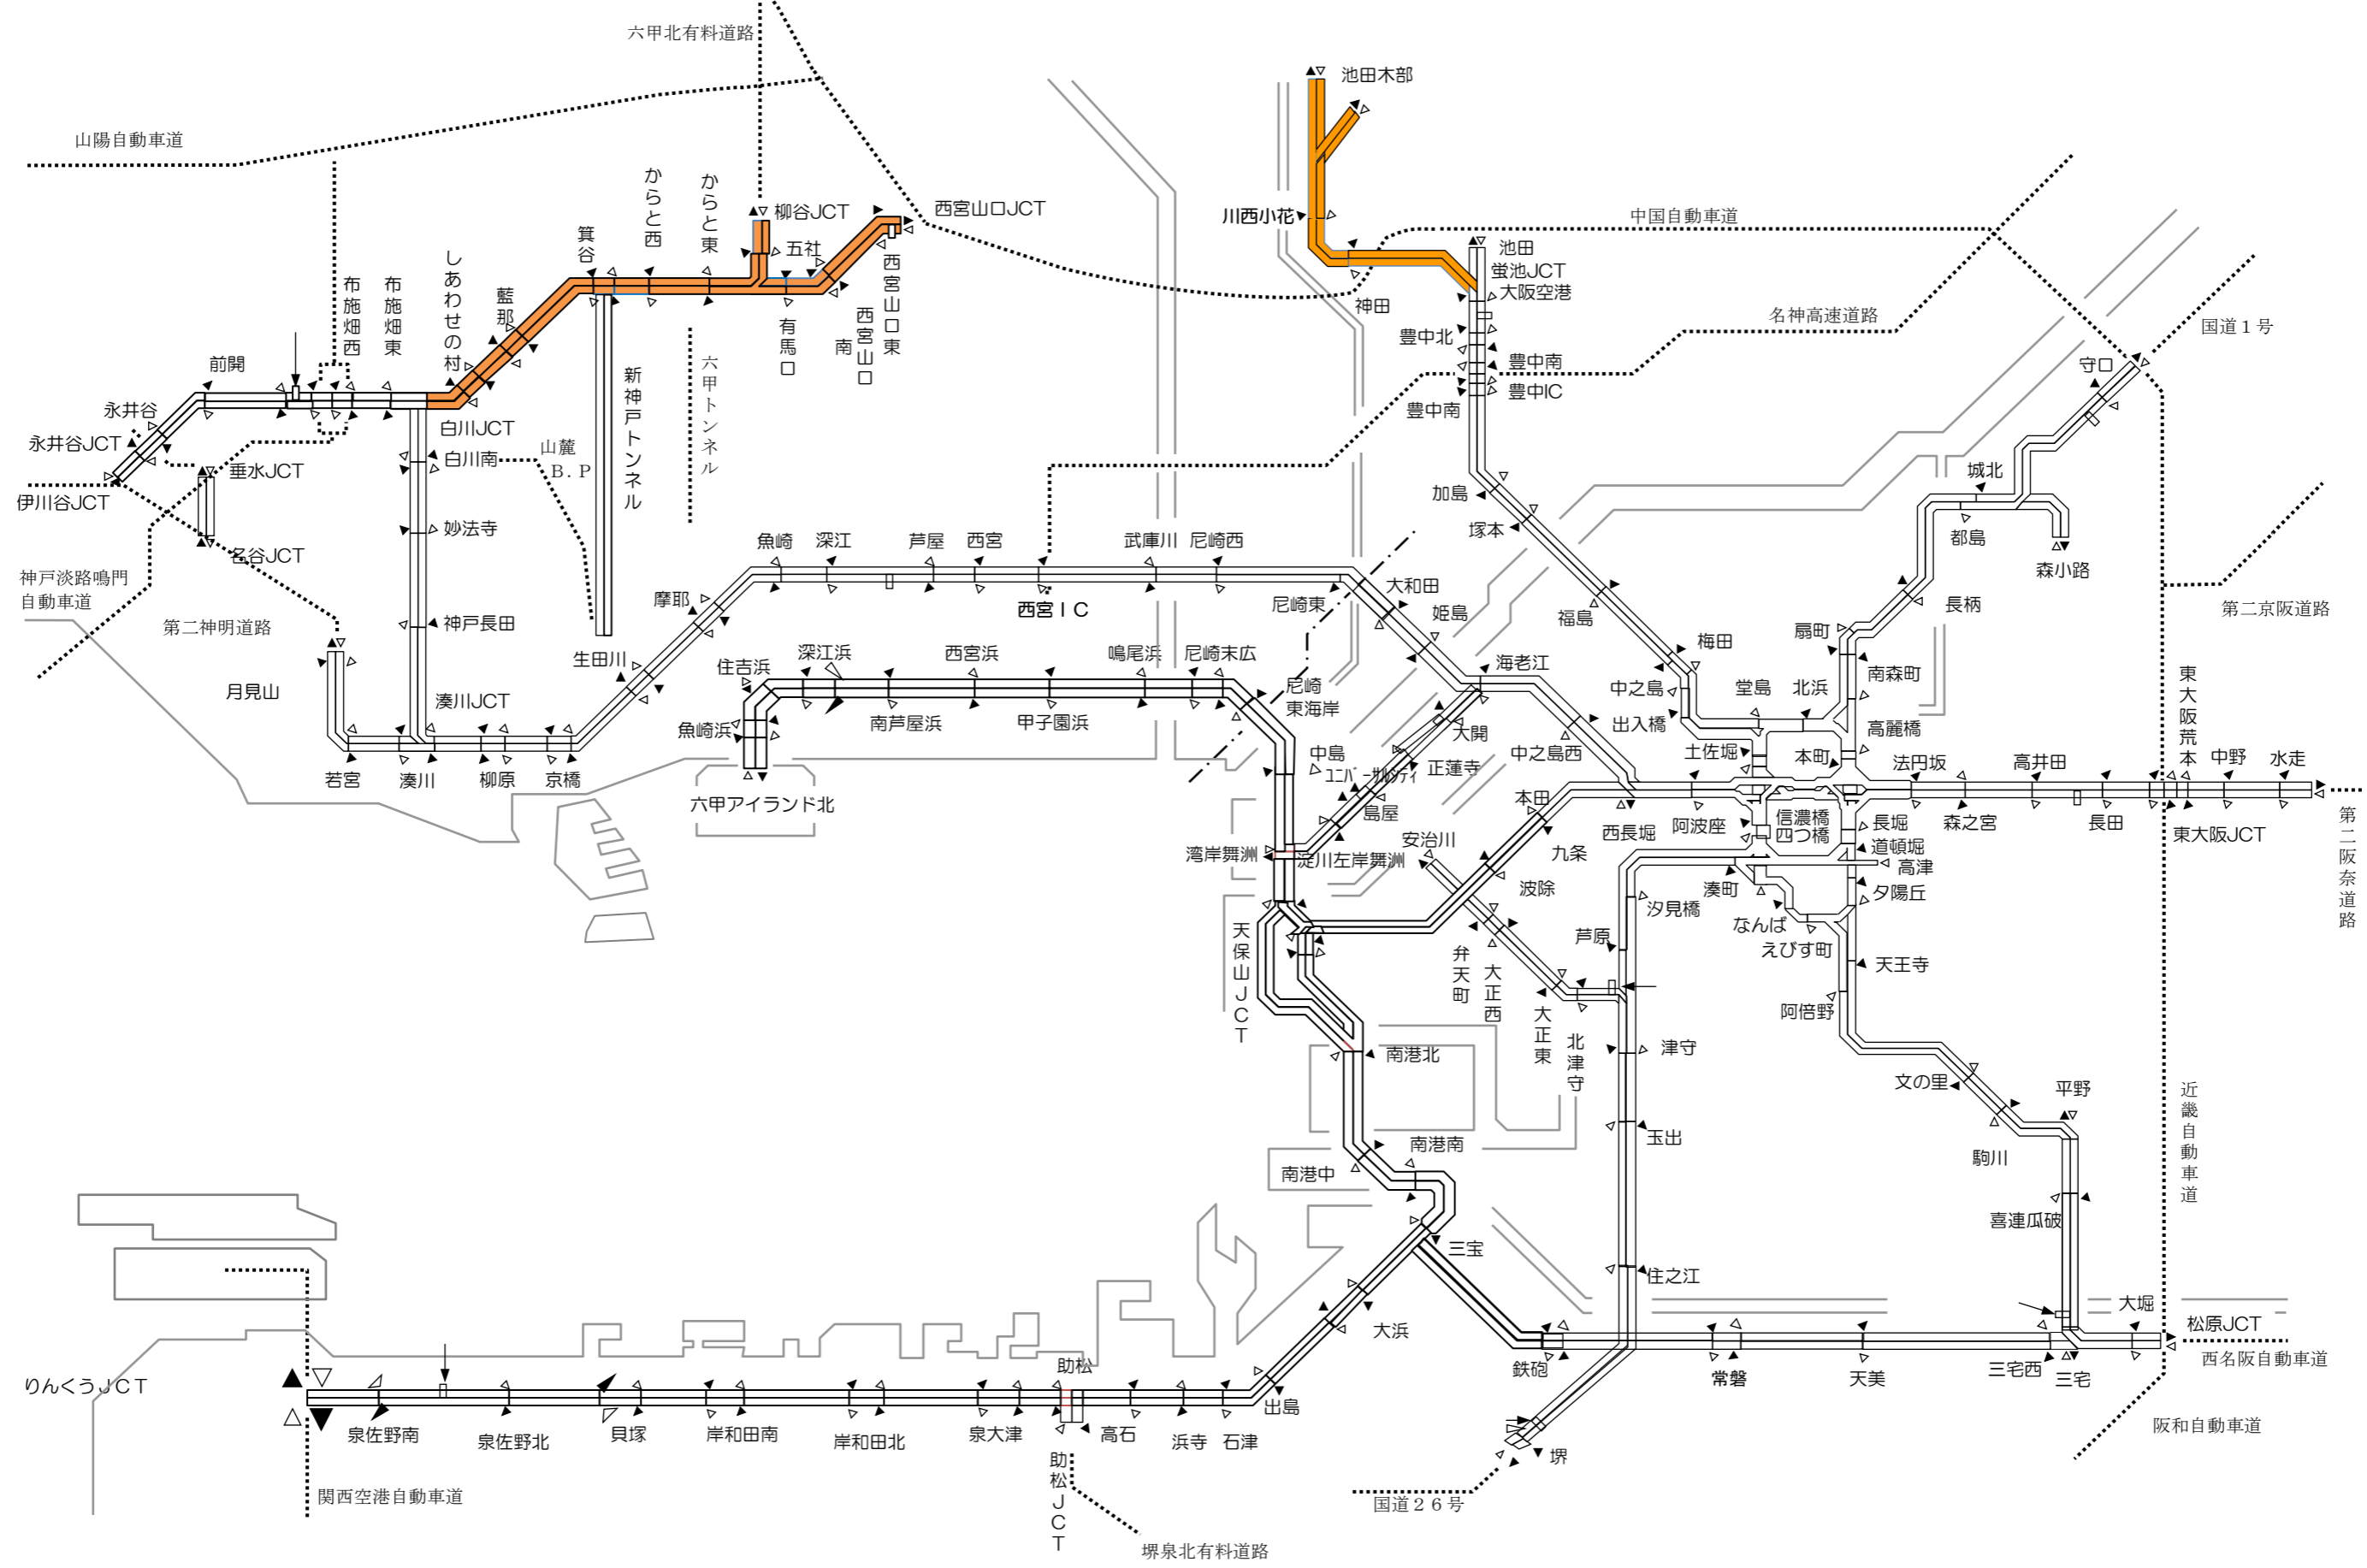 六甲北有料道路
山陽自動車道
池田木部
からと西
からと東
柳谷JCT
西宮山口JCT
川西小花
中国自動車道
箕谷
五社
しあわせの村
藍那
布施畑西
布施畑東
西宮山口東
西宮山口南
有馬口
池田
蛍池JCT
大阪空港
神田
名神高速道路
国道1号
豊中北
豊中南
豊中IC
豊中南
守口
前開
新神戸トンネル
六甲トンネル
永井谷
永井谷JCT
伊川谷JCT
垂水JCT
白川JCT
白川南
山麓
B.P
名谷JCT
妙法寺
神戸淡路鳴門
自動車道
第二神明道路
神戸長田
月見山
湊川JCT
若宮
湊川
柳原
京橋
生田川
摩耶
魚崎
深江
芦屋
西宮
西宮IC
武庫川
尼崎西
尼崎東
大和田
姫島
海老江
加島
塚本
福島
梅田
中之島
出入橋
堂島
北浜
城北
都島
森小路
長柄
扇町
南森町
高麗橋
第二京阪道路
東大阪荒本
住吉浜
深江浜
西宮浜
鳴尾浜
尼崎末広
魚崎浜
南芦屋浜
甲子園浜
尼崎
東海岸
六甲アイランド北
中島
ユニバーサルシティ
大開
正蓮寺
島屋
湾岸舞洲
淀川左岸舞洲
中之島西
土佐堀
本町
法円坂
高井田
中野
水走
本田
西長堀
阿波座
信濃橋
四つ橋
長堀
森之宮
長田
東大阪JCT
第二阪奈道路
安治川
九条
波除
道頓堀
高津
湊町
夕陽丘
汐見橋
なんば
えびす町
天王寺
芦原
天保山JCT
弁天町
大正西
大正東
北津守
阿倍野
津守
南港北
文の里
平野
近畿自動車道
玉出
駒川
南港南
南港中
喜連瓜破
三宝
住之江
大浜
大堀
松原JCT
西名阪自動車道
鉄砲
常磐
天美
三宅西
三宅
阪和自動車道
りんくうJCT
助松
出島
泉佐野南
泉佐野北
貝塚
岸和田南
岸和田北
泉大津
高石
浜寺
石津
助松JCT
堺
国道26号
関西空港自動車道
堺泉北有料道路